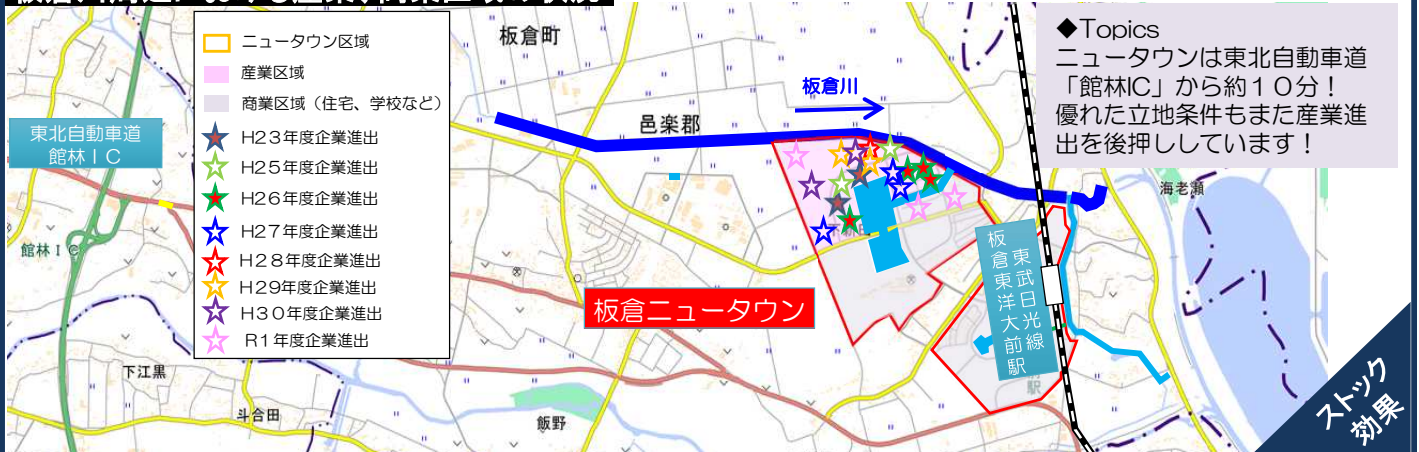 ◆Topics
ニュータウンは東北自動車道
「館林IC」から約１０分！
優れた立地条件もまた産業進
出を後押ししています！
ニュータウン区域
産業区域
商業区域（住宅、学校など）
H２３年度企業進出
H２５年度企業進出
H２６年度企業進出
H２７年度企業進出
H２８年度企業進出
H２９年度企業進出
H３０年度企業進出
R１年度企業進出
東北自動車道
館林ＩＣ
館林ＩＣ
板倉町
板倉川
邑楽郡
海老瀬
板倉ニュータウン
東武日光線
板倉東洋大前駅
下江黒
斗合田
飯野
ストック
効果